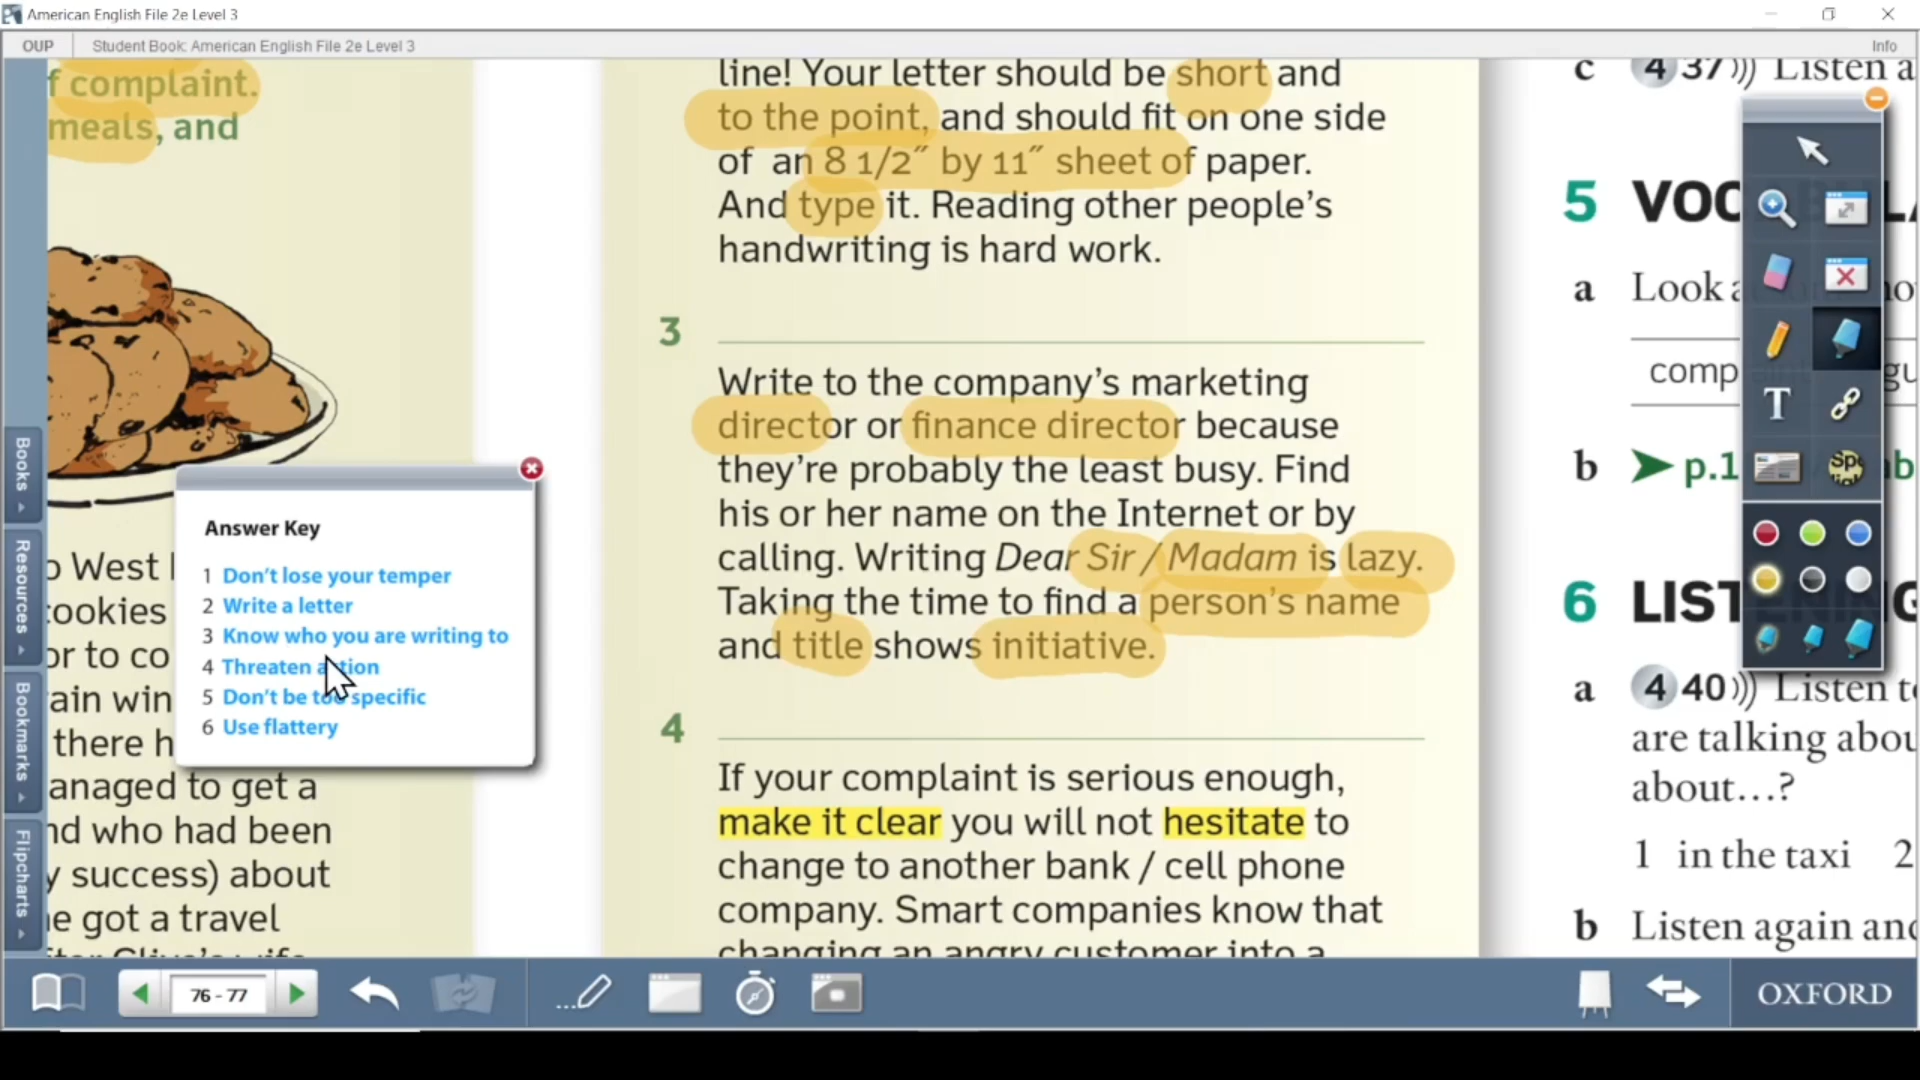 American English File 2e Level 3
OUP
Student Book: American English File 2e Level 3
Info
f complaint.
meals, and
line! Your letter should be short and
to the point, and should fit on one side
of an 8 1/2″ by 11″ sheet of paper.
And type it. Reading other people's
handwriting is hard work.
3
Write to the company's marketing
director or finance director because
they're probably the least busy. Find
his or her name on the Internet or by
calling. Writing Dear Sir / Madam is lazy.
Taking the time to find a person's name
and title shows initiative.
4
If your complaint is serious enough,
make it clear you will not hesitate to
change to another bank / cell phone
company. Smart companies know that
changing an angry customer into a
Answer Key
1 Don't lose your temper
2 Write a letter
3 Know who you are writing to
4 Threaten action
5 Don't be too specific
6 Use flattery
o West
cookies
or to co
ain win
there h
anaged to get a
nd who had been
y success) about
e got a travel
c 4 37 Listen a
5 VOC
a Look a
comp
b p.1
6 LIST
a 4 40 Listen to
are talking abou
about...?
1 in the taxi 2
b Listen again and
T
Books
Resources
Bookmarks
Flipcharts
76 - 77
OXFORD